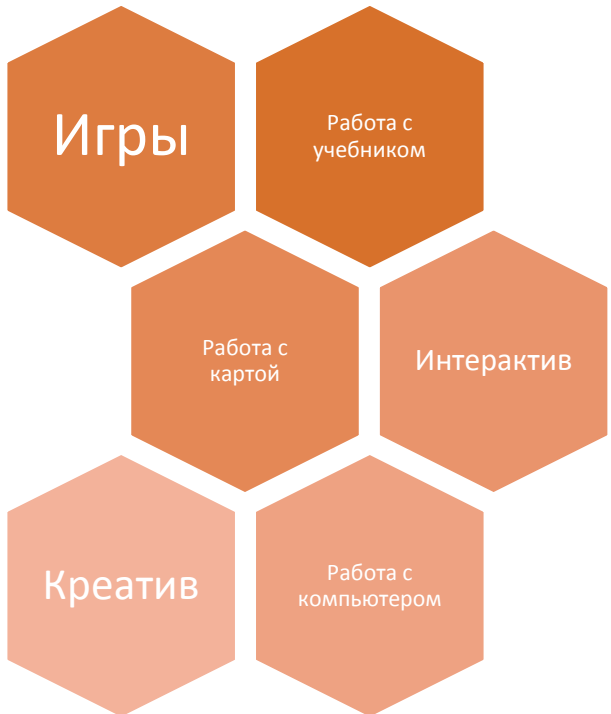 Игры
Работа с
учебником
Работа с
картой
Интерактив
Креатив
Работа с
компьютером